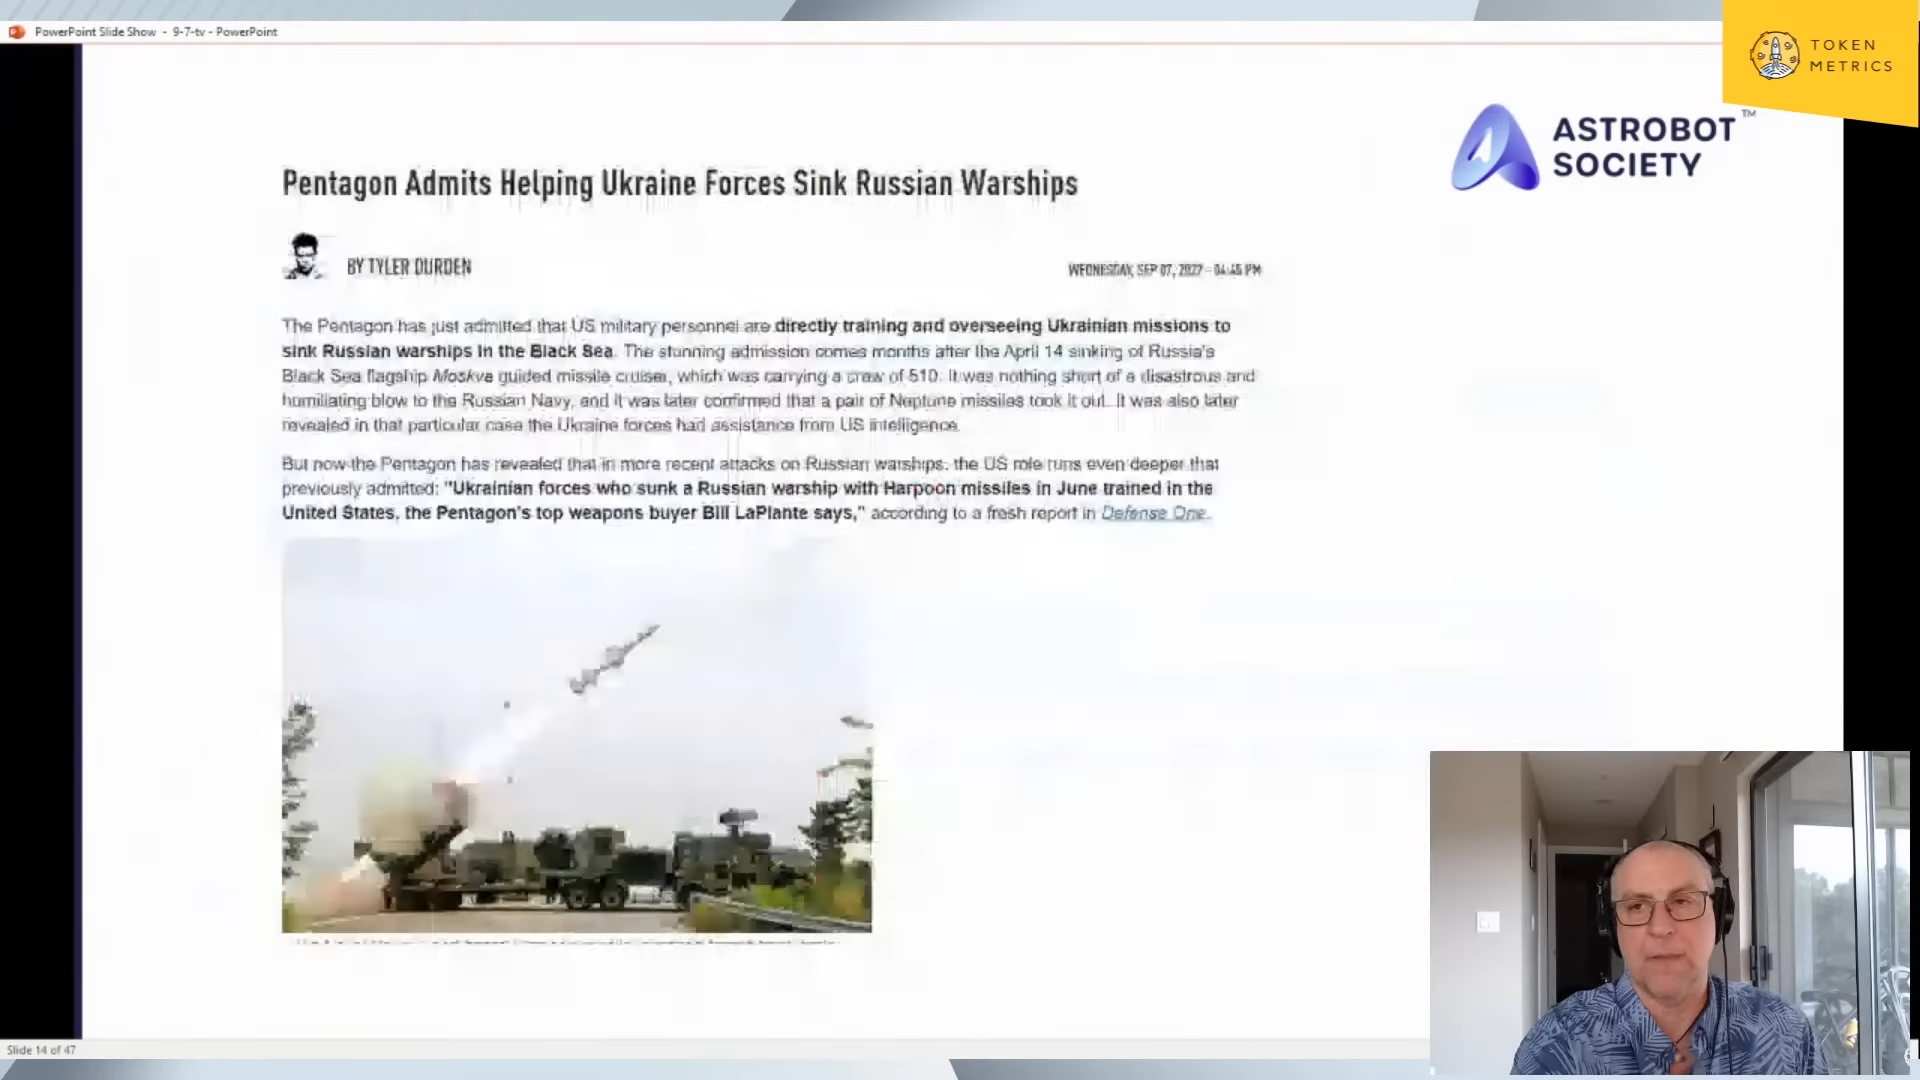 PowerPoint Slide Show - 9-7-tv - PowerPoint
TOKEN
METRICS
ASTROBOT™
SOCIETY
Pentagon Admits Helping Ukraine Forces Sink Russian Warships
BY TYLER DURDEN
WEDNESDAY, SEP 07, 2022 - 04:45 PM
The Pentagon has just admitted that US military personnel are directly training and overseeing Ukrainian missions to
sink Russian warships in the Black Sea. The stunning admission comes months after the April 14 sinking of Russia's
Black Sea flagship Moskva guided missile cruiser, which was carrying a crew of 510. It was nothing short of a disastrous and
humiliating blow to the Russian Navy, and it was later confirmed that a pair of Neptune missiles took it out. It was also later
revealed in that particular case the Ukraine forces had assistance from US intelligence.
But now the Pentagon has revealed that in more recent attacks on Russian warships, the US role runs even deeper that
previously admitted: "Ukrainian forces who sunk a Russian warship with Harpoon missiles in June trained in the
United States, the Pentagon's top weapons buyer Bill LaPlante says," according to a fresh report in Defense One.
Slide 14 of 47